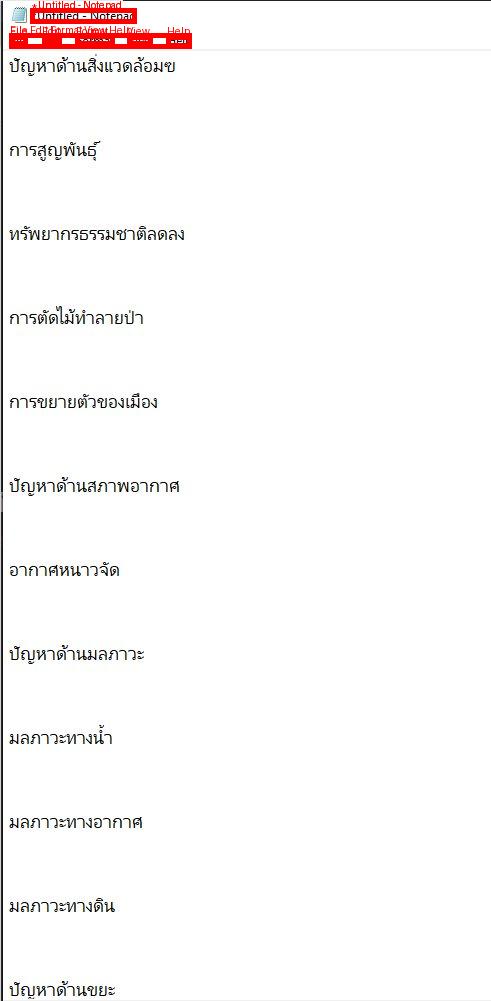 *Untitled - Notepad
File Edit Format View Help
ปัญหาด้านสิ่งแวดล้อมฃ
การสูญพันธุ์
ทรัพยากรธรรมชาติลดลง
การตัดไม้ทำลายป่า
การขยายตัวของเมือง
ปัญหาด้านสภาพอากาศ
อากาศหนาวจัด
ปัญหาด้านมลภาวะ
มลภาวะทางน้ำ
มลภาวะทางอากาศ
มลภาวะทางดิน
ปัญหาด้านขยะ